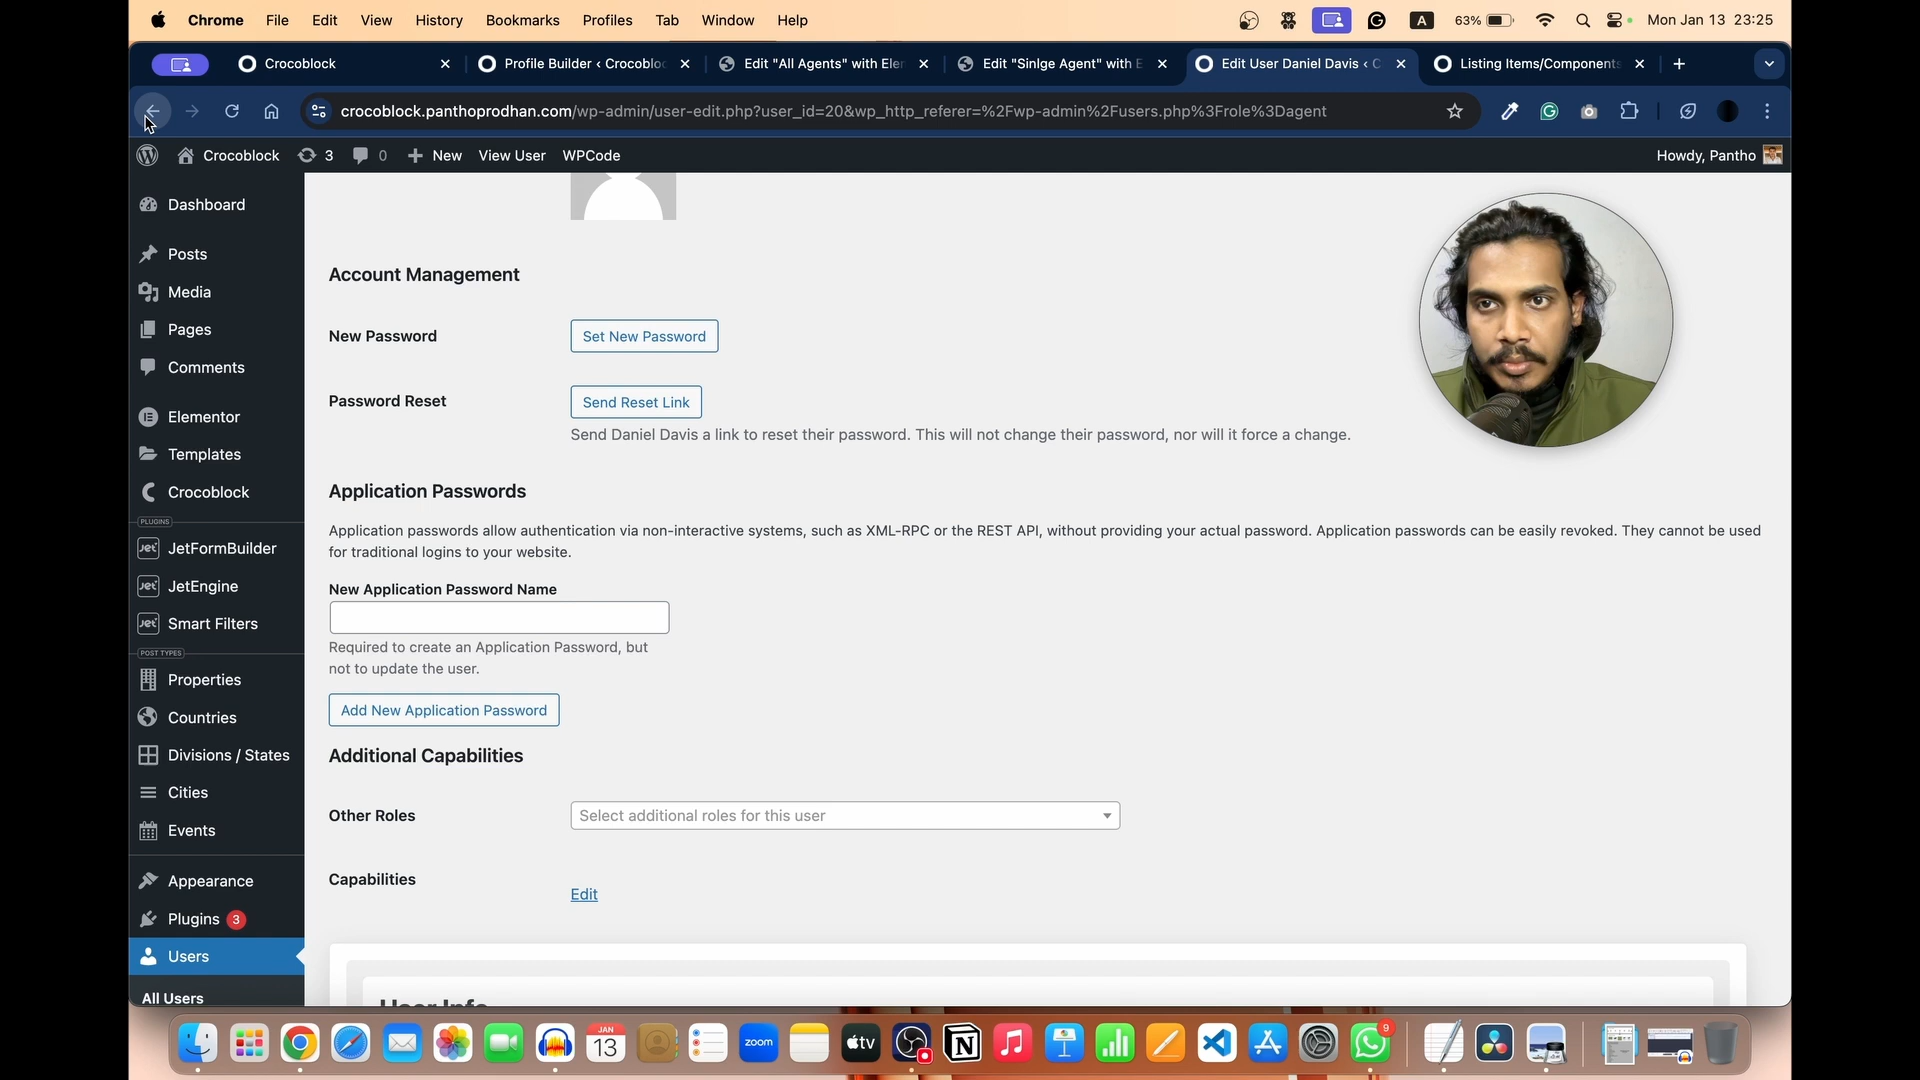 Chrome File Edit View History Bookmarks Profiles Tab Window Help A 63% Mon Jan 13 23:25
Crocoblock Profile Builder ‹ Crocoblo Edit "All Agents" with Ele Edit "Sinlge Agent" with E Edit User Daniel Davis ‹ C Listing Items/Components
crocoblock.panthoprodhan.com/wp-admin/user-edit.php?user_id=20&wp_http_referer=%2Fwp-admin%2Fusers.php%3Frole%3Dagent
Crocoblock 3 0 New View User WPCode Howdy, Pantho
Dashboard
Posts
Media
Pages
Comments
Elementor
Templates
Crocoblock
PLUGINS
JetFormBuilder
JetEngine
Smart Filters
POST TYPES
Properties
Countries
Divisions / States
Cities
Events
Appearance
Plugins 3
Users
All Users
Account Management
New Password Set New Password
Password Reset Send Reset Link
Send Daniel Davis a link to reset their password. This will not change their password, nor will it force a change.
Application Passwords
Application passwords allow authentication via non-interactive systems, such as XML-RPC or the REST API, without providing your actual password. Application passwords can be easily revoked. They cannot be used
for traditional logins to your website.
New Application Password Name
Required to create an Application Password, but
not to update the user.
Add New Application Password
Additional Capabilities
Other Roles Select additional roles for this user
Capabilities Edit
User Info
JAN
13
zoom
tv
9